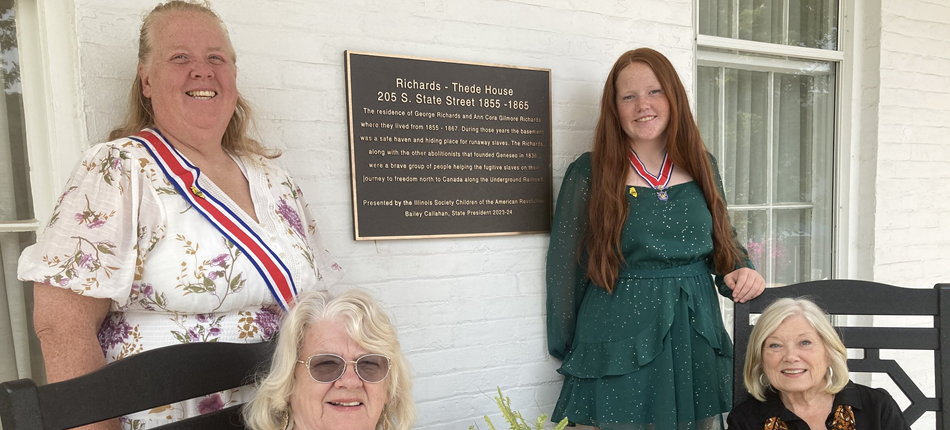 Richards - Thede House
205 S. State Street 1855 -1865
The residence of George Richards and Ann Cora Gilmore Richards
where they lived from 1855 - 1867. During those years the basement
was a safe haven and hiding place for runaway slaves. The Richards,
along with the other abolitionists that founded Geneseo in 1836,
were a brave group of people helping the fugitive slaves on their
journey to freedom north to Canada along the Underground Railroad.
Presented by the Illinois Society Children of the American Revolution
Bailey Callahan, State President 2023-24